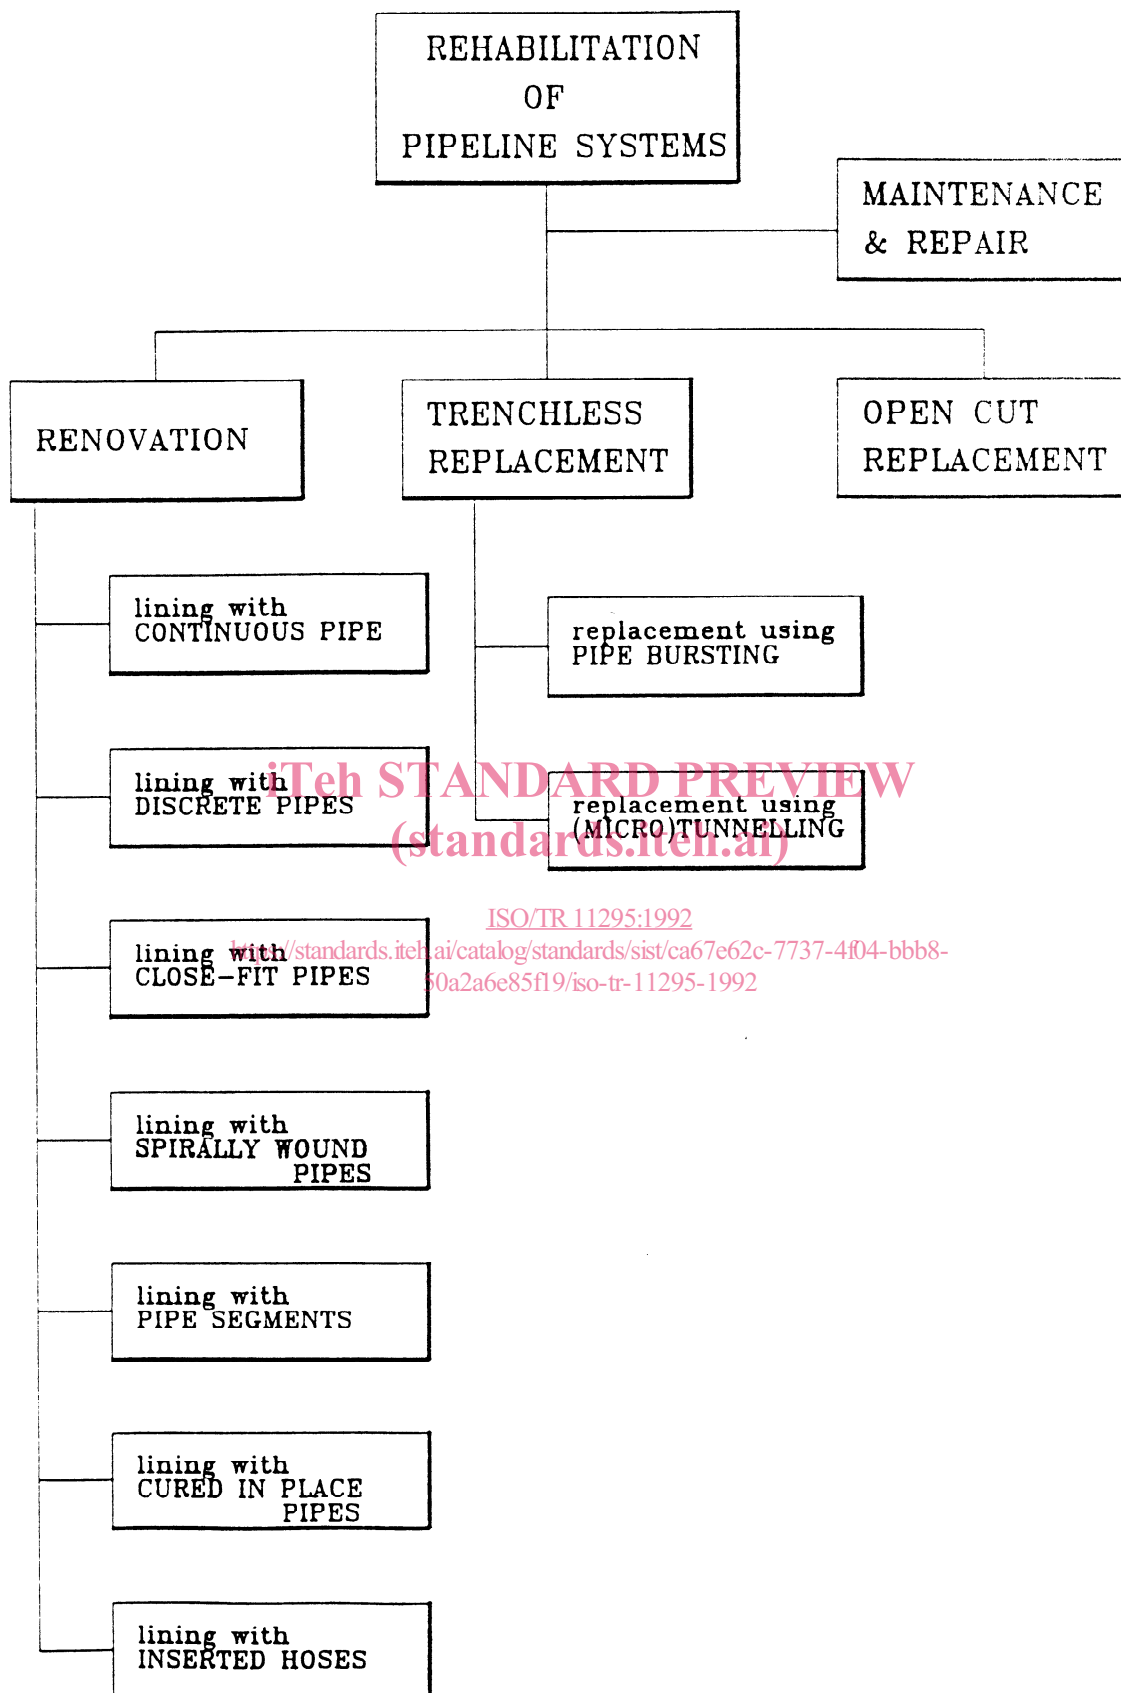 REHABILITATION
OF
PIPELINE SYSTEMS
MAINTENANCE
& REPAIR
RENOVATION
TRENCHLESS
REPLACEMENT
OPEN CUT
REPLACEMENT
lining with
CONTINUOUS PIPE
replacement using
PIPE BURSTING
lining with
DISCRETE PIPES
iTeh STANDARD PREVIEW
replacement using
(MICRO)TUNNELLING
(standards.iteh.ai)
ISO/TR 11295:1992
lining with
CLOSE-FIT PIPES
https://standards.iteh.ai/catalog/standards/sist/ca67e62c-7737-4f04-bbb8-
50a2a6e85f19/iso-tr-11295-1992
lining with
SPIRALLY WOUND
PIPES
lining with
PIPE SEGMENTS
lining with
CURED IN PLACE
PIPES
lining with
INSERTED HOSES